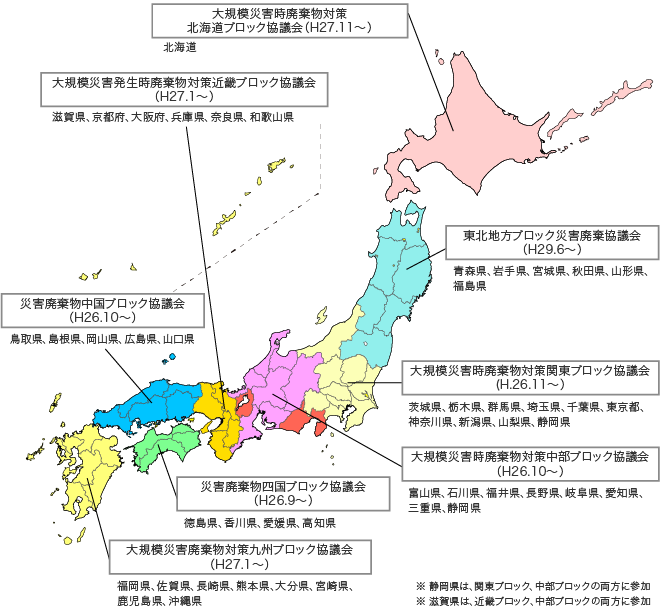 大規模災害時廃棄物対策
北海道ブロック協議会（H27.11～）
北海道
大規模災害発生時廃棄物対策近畿ブロック協議会
（H27.1～）
滋賀県、京都府、大阪府、兵庫県、奈良県、和歌山県
東北地方ブロック災害廃棄協議会
（H29.6～）
青森県、岩手県、宮城県、秋田県、山形県、
福島県
災害廃棄物中国ブロック協議会
（H26.10～）
鳥取県、島根県、岡山県、広島県、山口県
大規模災害時廃棄物対策関東ブロック協議会
（H.26.11～）
茨城県、栃木県、群馬県、埼玉県、千葉県、東京都、
神奈川県、新潟県、山梨県、静岡県
大規模災害時廃棄物対策中部ブロック協議会
（H26.10～）
富山県、石川県、福井県、長野県、岐阜県、愛知県、
三重県、静岡県
災害廃棄物四国ブロック協議会
（H26.9～）
徳島県、香川県、愛媛県、高知県
大規模災害廃棄物対策九州ブロック協議会
（H27.1～）
福岡県、佐賀県、長崎県、熊本県、大分県、宮崎県、
鹿児島県、沖縄県
※ 静岡県は、関東ブロック、中部ブロックの両方に参加
※ 滋賀県は、近畿ブロック、中部ブロックの両方に参加